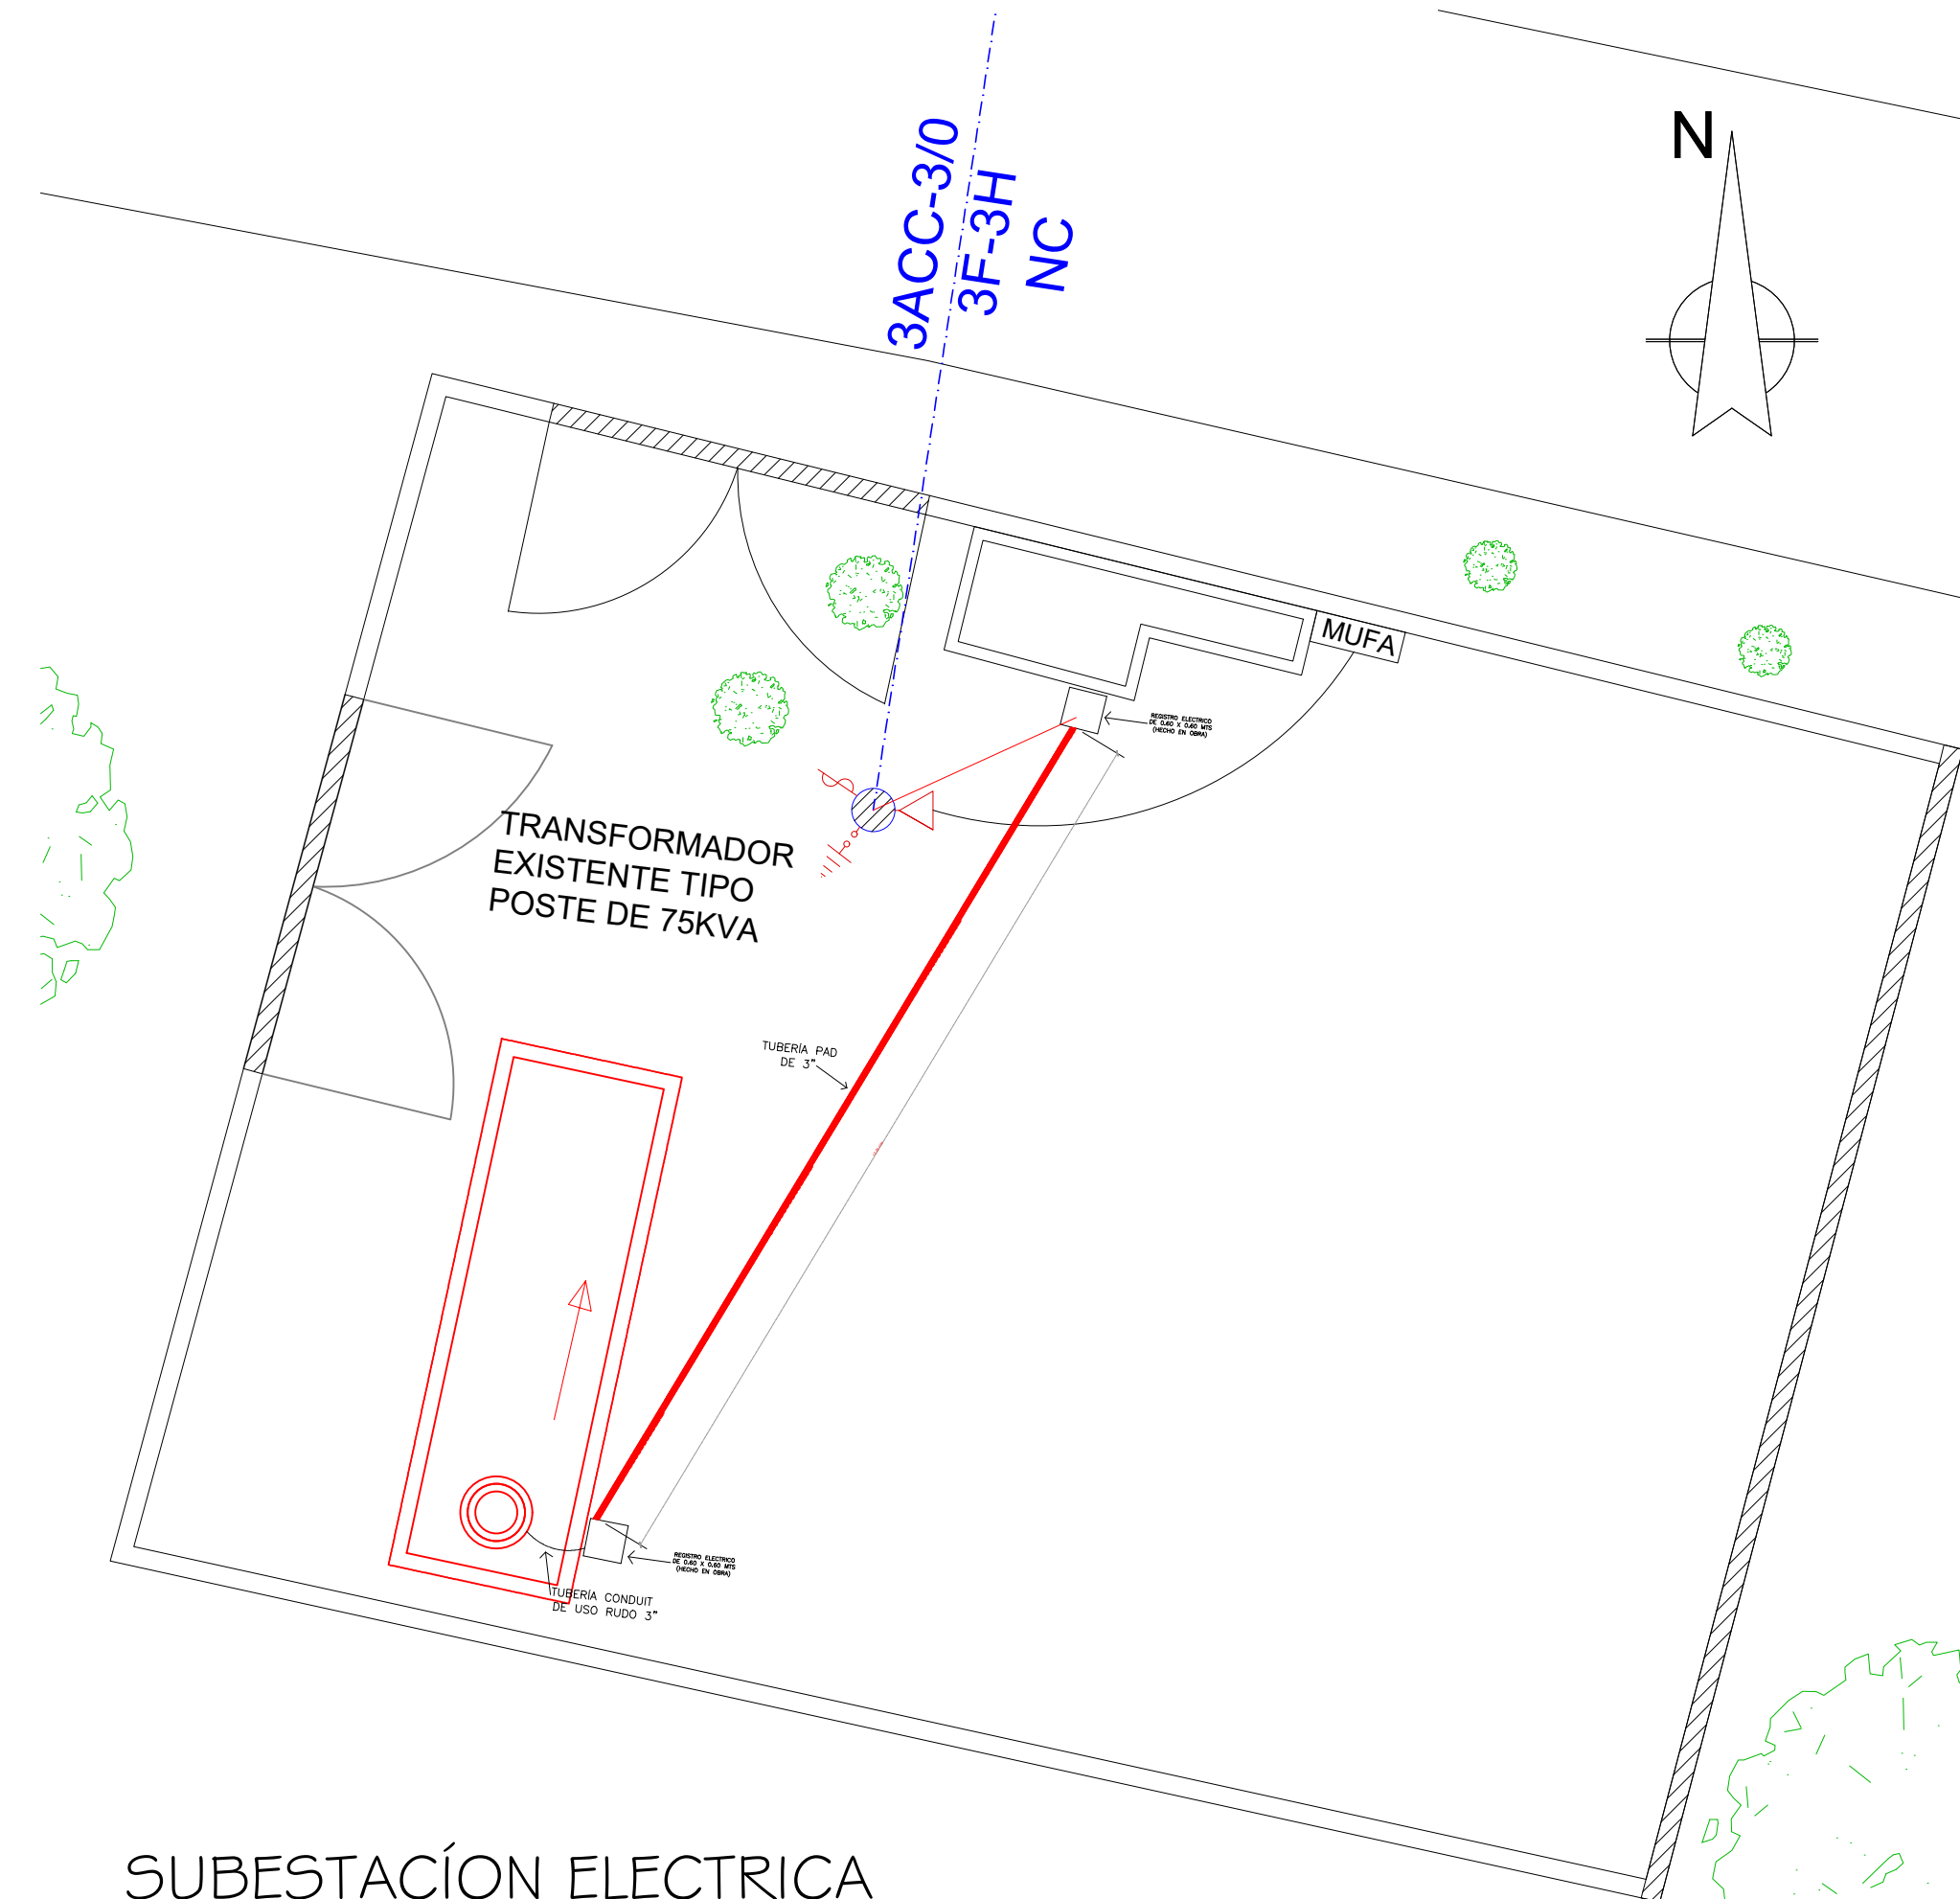 N
3ACC-3/0
3F-3H
NC
MUFA
REGISTRO ELECTRICO
DE 0.60 X 0.60 MTS
(HECHO EN OBRA)
TRANSFORMADOR
EXISTENTE TIPO
POSTE DE 75KVA
TUBERÍA PAD
DE 3"
REGISTRO ELECTRICO
DE 0.60 X 0.60 MTS
(HECHO EN OBRA)
TUBERÍA CONDUIT
DE USO RUDO 3"
SUBESTACÍON ELECTRICA